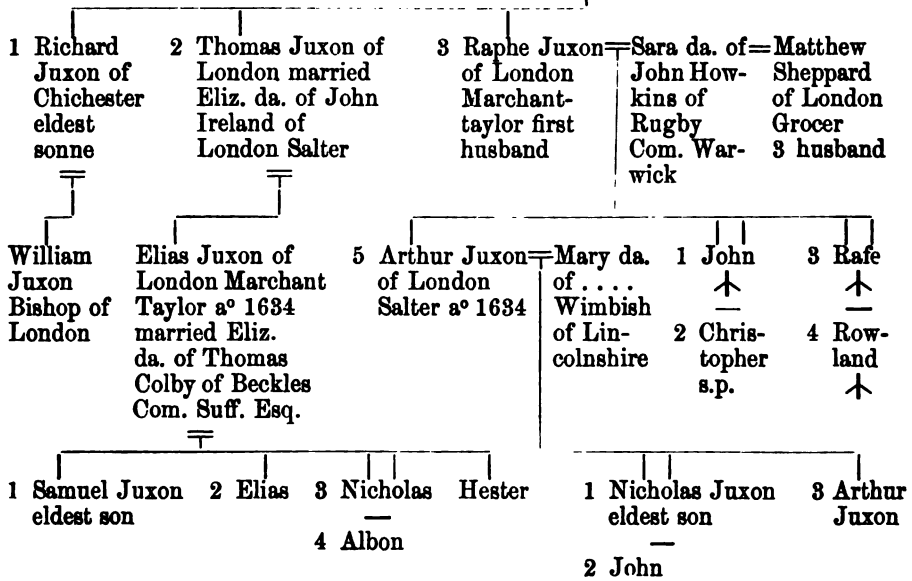 1 Richard
Juxon of
Chichester
eldest
sonne
2 Thomas Juxon of
London married
Eliz. da. of John
Ireland of
London Salter
3 Raphe Juxon=Sara da. of=Matthew
of London
Marchant-
taylor first
husband
John How-
kins of
Rugby
Com. War-
wick
Sheppard
of London
Grocer
3 husband
William
Juxon
Bishop of
London
Elias Juxon of
London Marchant
Taylor aº 1634
married Eliz.
da. of Thomas
Colby of Beckles
Com. Suff. Esq.
5 Arthur Juxon=Mary da.
of London
Salter aº 1634
of ....
Wimbish
of Lin-
colnshire
1 John
2 Chris-
topher
s.p.
3 Rafe
4 Row-
land
1 Samuel Juxon
eldest son
2 Elias
3 Nicholas
4 Albon
Hester
1 Nicholas Juxon
eldest son
2 John
3 Arthur
Juxon